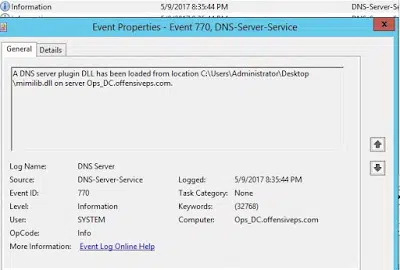 Information 5/9/2017 8:35:44 PM DNS-Server-S
Event Properties - Event 770, DNS-Server-Service
General Details
A DNS server plugin DLL has been loaded from location C:\Users\Administrator\Desktop
\mimilib.dll on server Ops_DC.offensiveps.com.
Log Name: DNS Server
Source: DNS-Server-Service Logged: 5/9/2017 8:35:44 PM
Event ID: 770 Task Category: None
Level: Information Keywords: (32768)
User: SYSTEM Computer: Ops_DC.offensiveps.com
OpCode: Info
More Information: Event Log Online Help